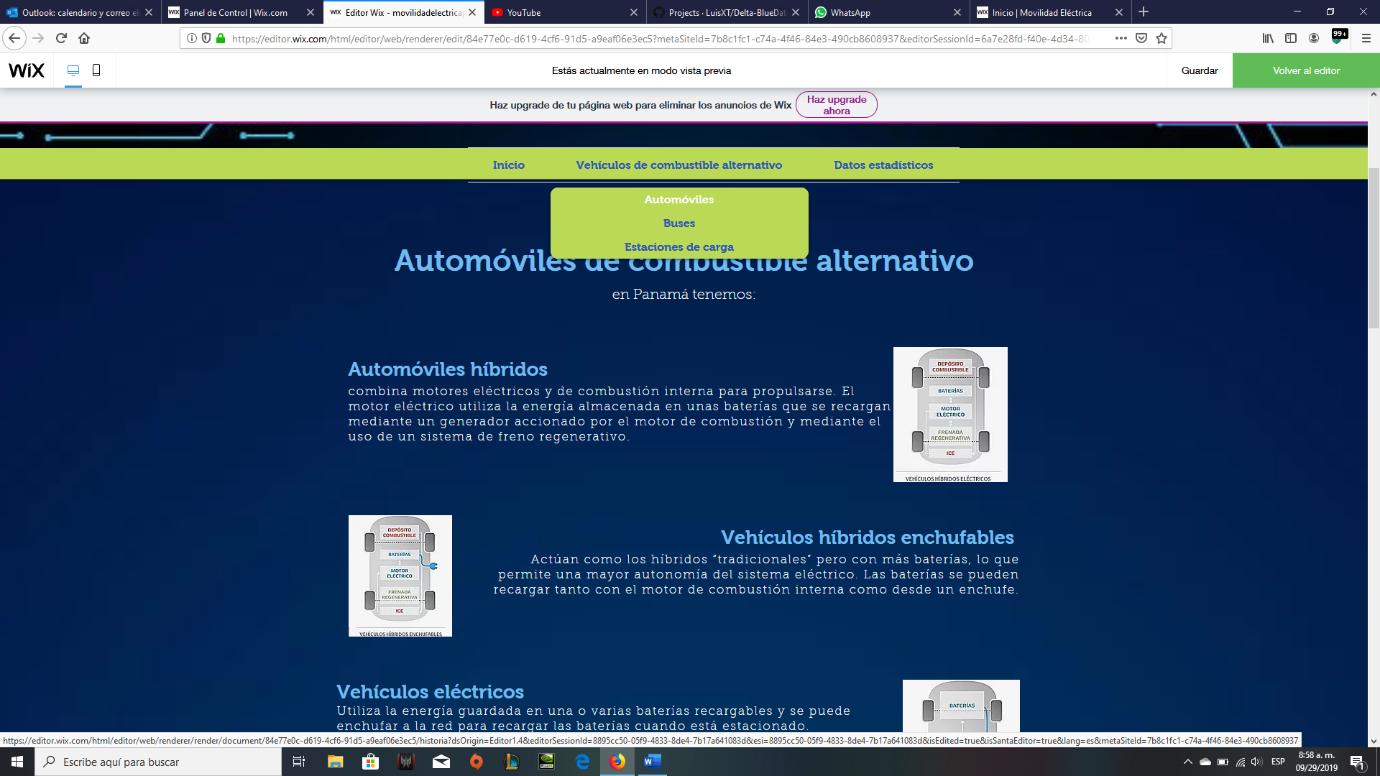 Outlook: calendario y correo el
Panel de Control | Wix.com
Editor Wix - movilidadelectricap
YouTube
Projects · LuisXT/Delta-BlueDat
WhatsApp
Inicio | Movilidad Eléctrica
https://editor.wix.com/html/editor/web/renderer/edit/84e77e0c-d619-4cf6-91d5-a9eaf06e3ec5?metaSiteId=7b8c1fc1-c74a-4f46-84e3-490cb8608937&editorSessionId=6a7e28fd-f40e-4d34-80
99+
WiX
Estás actualmente en modo vista previa
Guardar
Volver al editor
Haz upgrade de tu página web para eliminar los anuncios de Wix
Haz upgrade
ahora
Inicio
Vehículos de combustible alternativo
Datos estadísticos
Automóviles
Buses
Estaciones de carga
Automóviles de combustible alternativo
en Panamá tenemos:
Automóviles híbridos
combina motores eléctricos y de combustión interna para propulsarse. El
motor eléctrico utiliza la energía almacenada en unas baterías que se recargan
mediante un generador accionado por el motor de combustión y mediante el
uso de un sistema de freno regenerativo.
DEPÓSITO
COMBUSTIBLE
BATERÍAS
MOTOR
ELÉCTRICO
FRENADA
REGENERATIVA
ICE
VEHÍCULOS HÍBRIDOS ELÉCTRICOS
DEPÓSITO
COMBUSTIBLE
BATERÍAS
MOTOR
ELÉCTRICO
FRENADA
REGENERATIVA
ICE
VEHÍCULOS HÍBRIDOS ENCHUFABLES
Vehículos híbridos enchufables
Actúan como los híbridos “tradicionales” pero con más baterías, lo que
permite una mayor autonomía del sistema eléctrico. Las baterías se pueden
recargar tanto con el motor de combustión interna como desde un enchufe.
Vehículos eléctricos
Utiliza la energía guardada en una o varias baterías recargables y se puede
enchufar a la red para recargar las baterías cuando está estacionado.
BATERÍAS
https://editor.wix.com/html/editor/web/renderer/render/document/84e77e0c-d619-4cf6-91d5-a9eaf06e3ec5/historia?dsOrigin=Editor1.4&editorSessionId=8895cc50-05f9-4833-8de4-7b17a641083d&esi=8895cc50-05f9-4833-8de4-7b17a641083d&isEdited=true&isSantaEditor=true&lang=es&metaSiteId=7b8c1fc1-c74a-4f46-84e3-490cb8608937
Escribe aquí para buscar
ESP
8:58 a. m.
09/29/2019
1